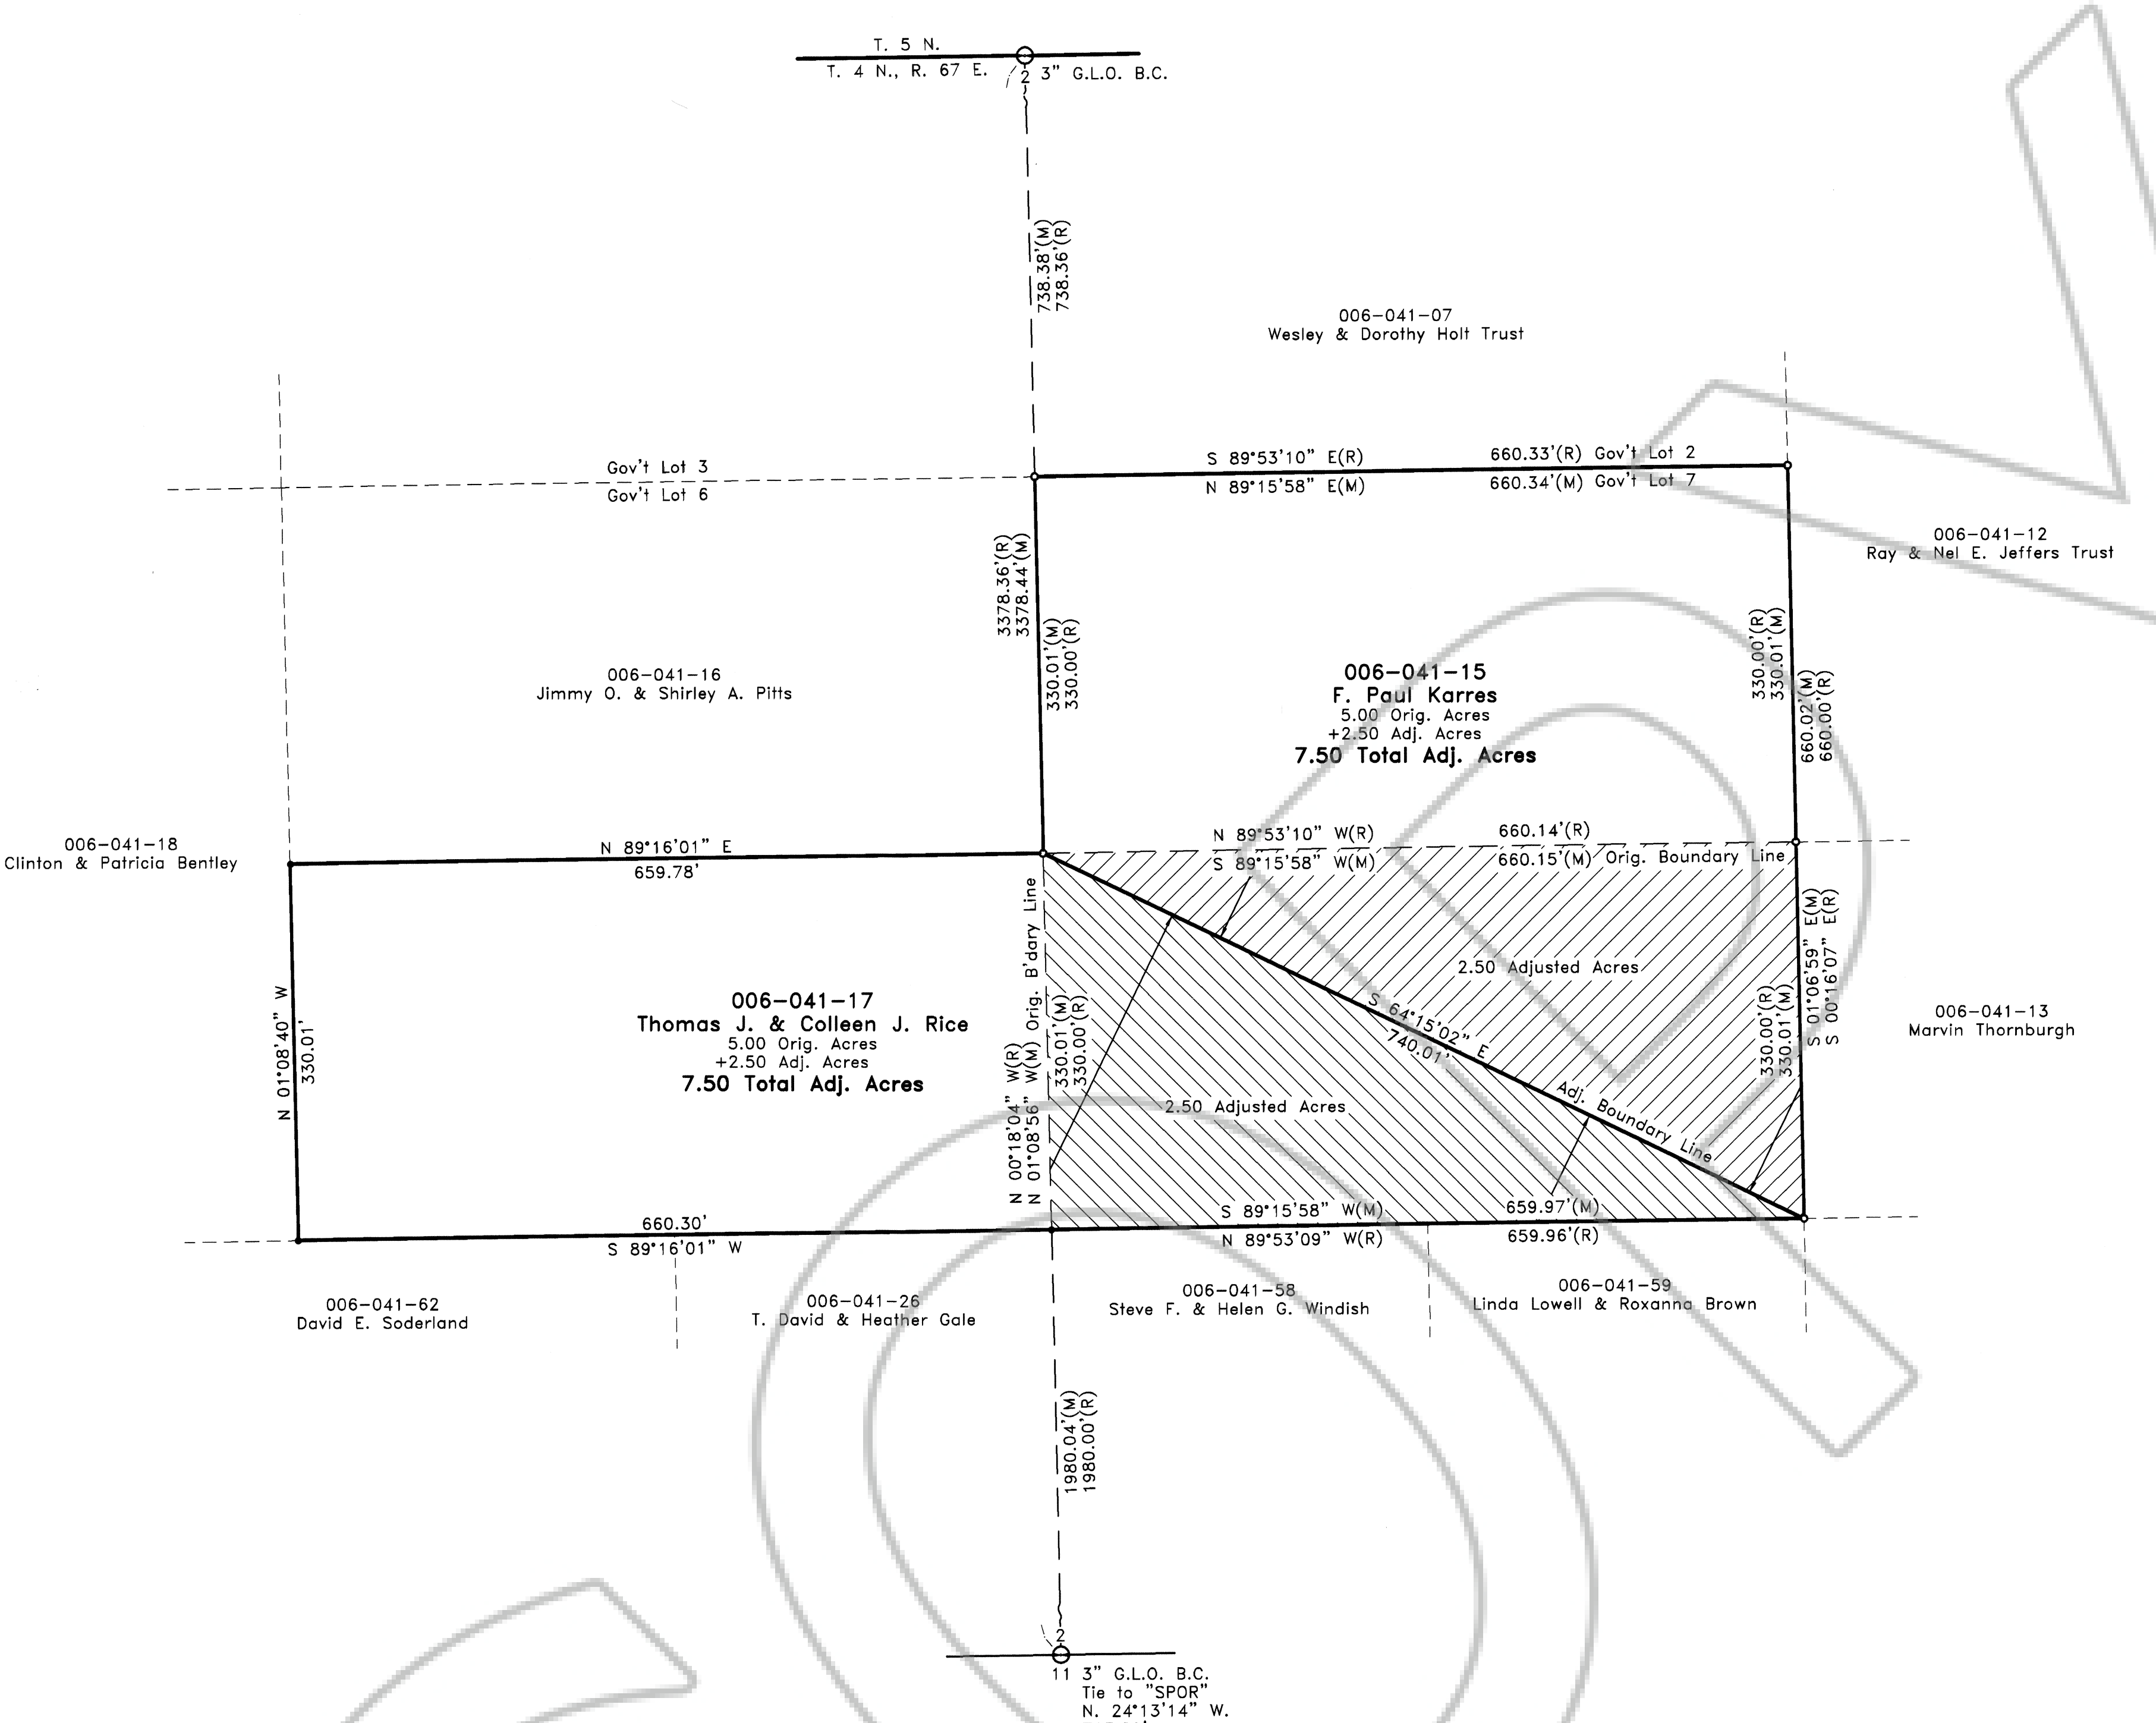 T. 5 N.
T. 4 N., R. 67 E.
2 3" G.L.O. B.C.
738.38'(M)
738.36'(R)
006-041-07
Wesley & Dorothy Holt Trust
Gov't Lot 3
Gov't Lot 6
S 89°53'10" E(R) 660.33'(R) Gov't Lot 2
N 89°15'58" E(M) 660.34'(M) Gov't Lot 7
006-041-12
Ray & Nel E. Jeffers Trust
3378.36'(R)
3378.44'(M)
330.01'(M)
330.00'(R)
006-041-16
Jimmy O. & Shirley A. Pitts
006-041-15
F. Paul Karres
5.00 Orig. Acres
+2.50 Adj. Acres
7.50 Total Adj. Acres
330.00'(R)
330.01'(M)
660.02'(M)
660.00'(R)
006-041-18
Clinton & Patricia Bentley
N 89°16'01" E
659.78'
N 89°53'10" W(R) 660.14'(R)
S 89°15'58" W(M) 660.15'(M) Orig. Boundary Line
N 01°08'40" W
330.01'
006-041-17
Thomas J. & Colleen J. Rice
5.00 Orig. Acres
+2.50 Adj. Acres
7.50 Total Adj. Acres
N 00°18'04" W(R)
N 01°08'56" W(M) Orig. B'dary Line
330.01'(M)
330.00'(R)
2.50 Adjusted Acres
S 64°15'02" E
740.01'
Adj. Boundary Line
2.50 Adjusted Acres
330.00'(R)
330.01'(M)
S 01°06'59" E(M)
S 00°16'07" E(R)
006-041-13
Marvin Thornburgh
660.30'
S 89°16'01" W
S 89°15'58" W(M) 659.97'(M)
N 89°53'09" W(R) 659.96'(R)
006-041-62
David E. Soderland
006-041-26
T. David & Heather Gale
006-041-58
Steve F. & Helen G. Windish
006-041-59
Linda Lowell & Roxanna Brown
1980.04'(M)
1980.00'(R)
2
11 3" G.L.O. B.C.
Tie to "SPOR"
N. 24°13'14" W.